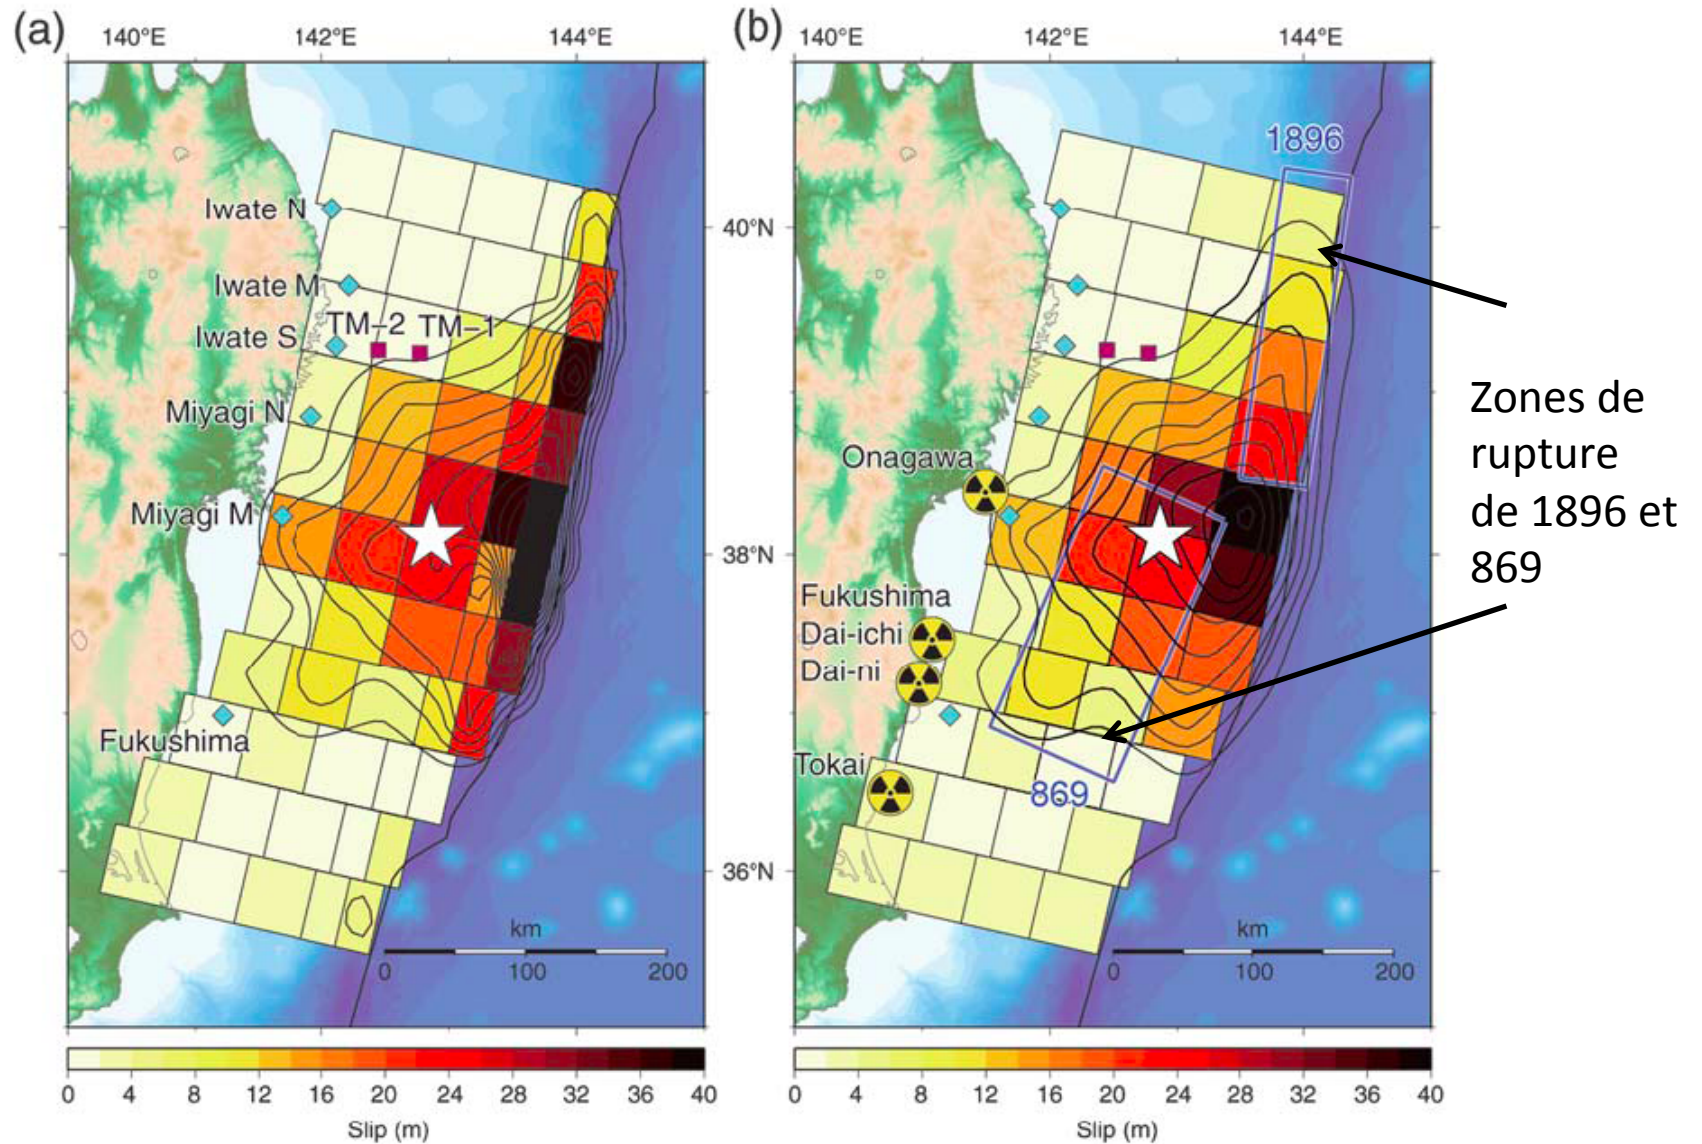 (a)
140°E 142°E 144°E
Iwate N
Iwate M
Iwate S
TM–2 TM–1
Miyagi N
Miyagi M
Fukushima
km
0 100 200
0 4 8 12 16 20 24 28 32 36 40
Slip (m)
(b)
140°E 142°E 144°E
1896
40°N
Onagawa
38°N
Fukushima
Dai-ichi
Dai-ni
Tokai
869
36°N
km
0 100 200
0 4 8 12 16 20 24 28 32 36 40
Slip (m)
Zones de
rupture
de 1896 et
869